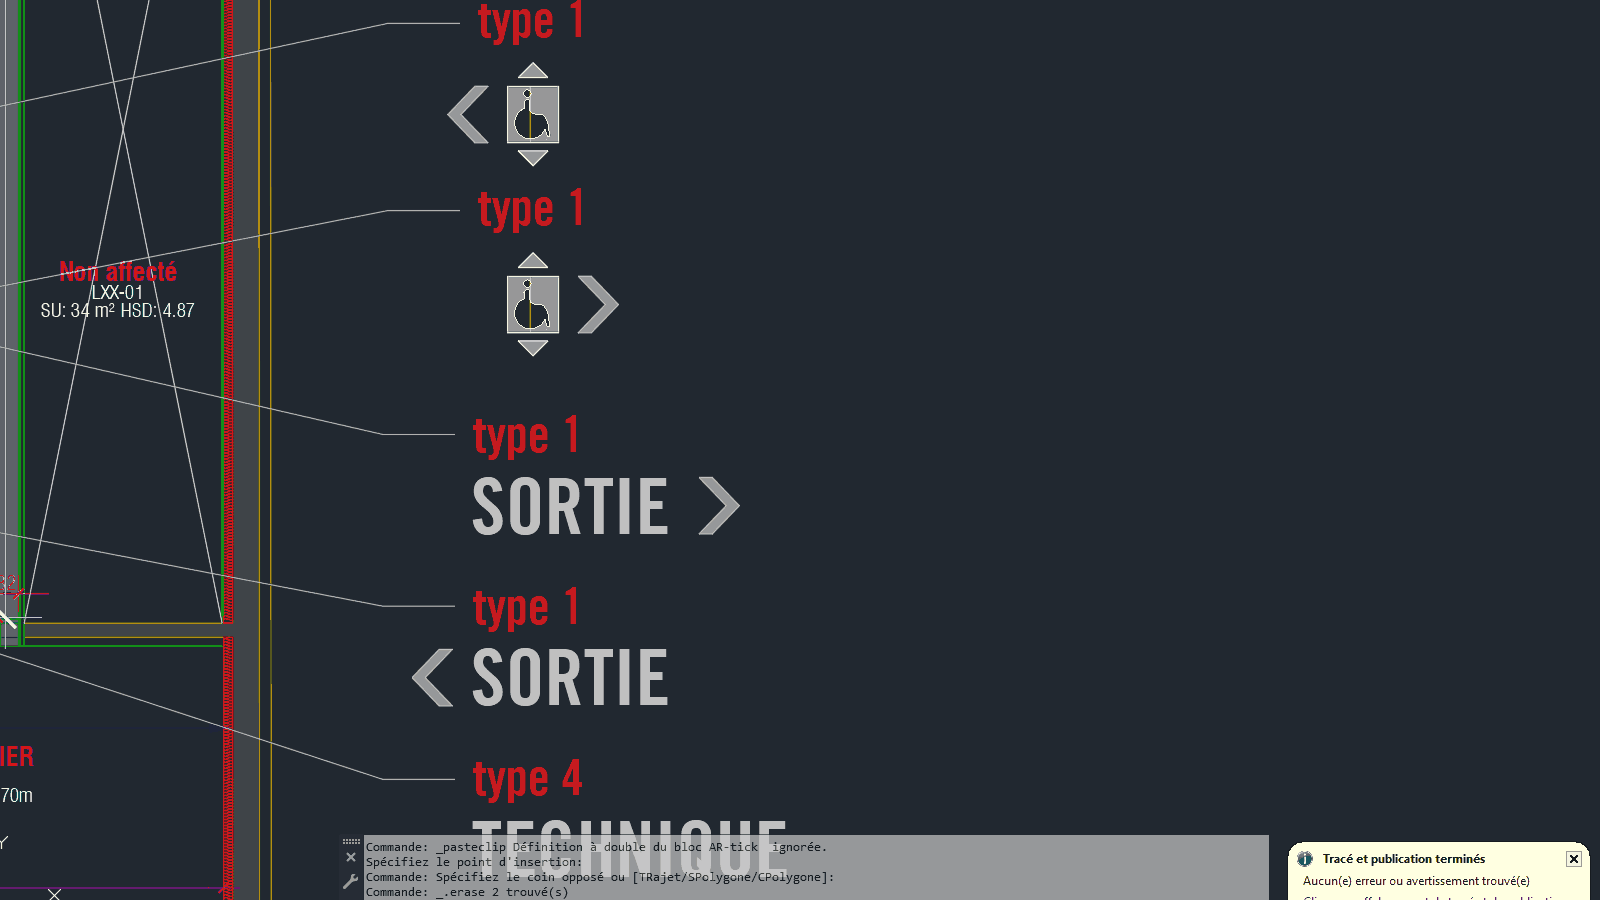 type 1
type 1
Non affecté
LXX-01
SU: 34 m² HSD: 4.87
type 1
SORTIE
type 1
SORTIE
IER
70m
type 4
TECHNIQUE
Commande: _pasteclip Définition à double du bloc AR-tick ignorée.
Spécifiez le point d'insertion:
Commande: Spécifiez le coin opposé ou [TRajet/SPolygone/CPolygone]:
Commande: _.erase 2 trouvé(s)
Tracé et publication terminés
Aucun(e) erreur ou avertissement trouvé(e)